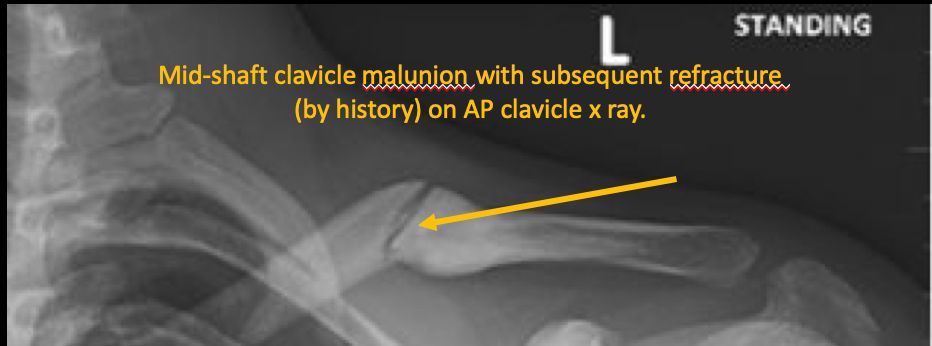 L
STANDING
Mid-shaft clavicle malunion with subsequent refracture
(by history) on AP clavicle x ray.